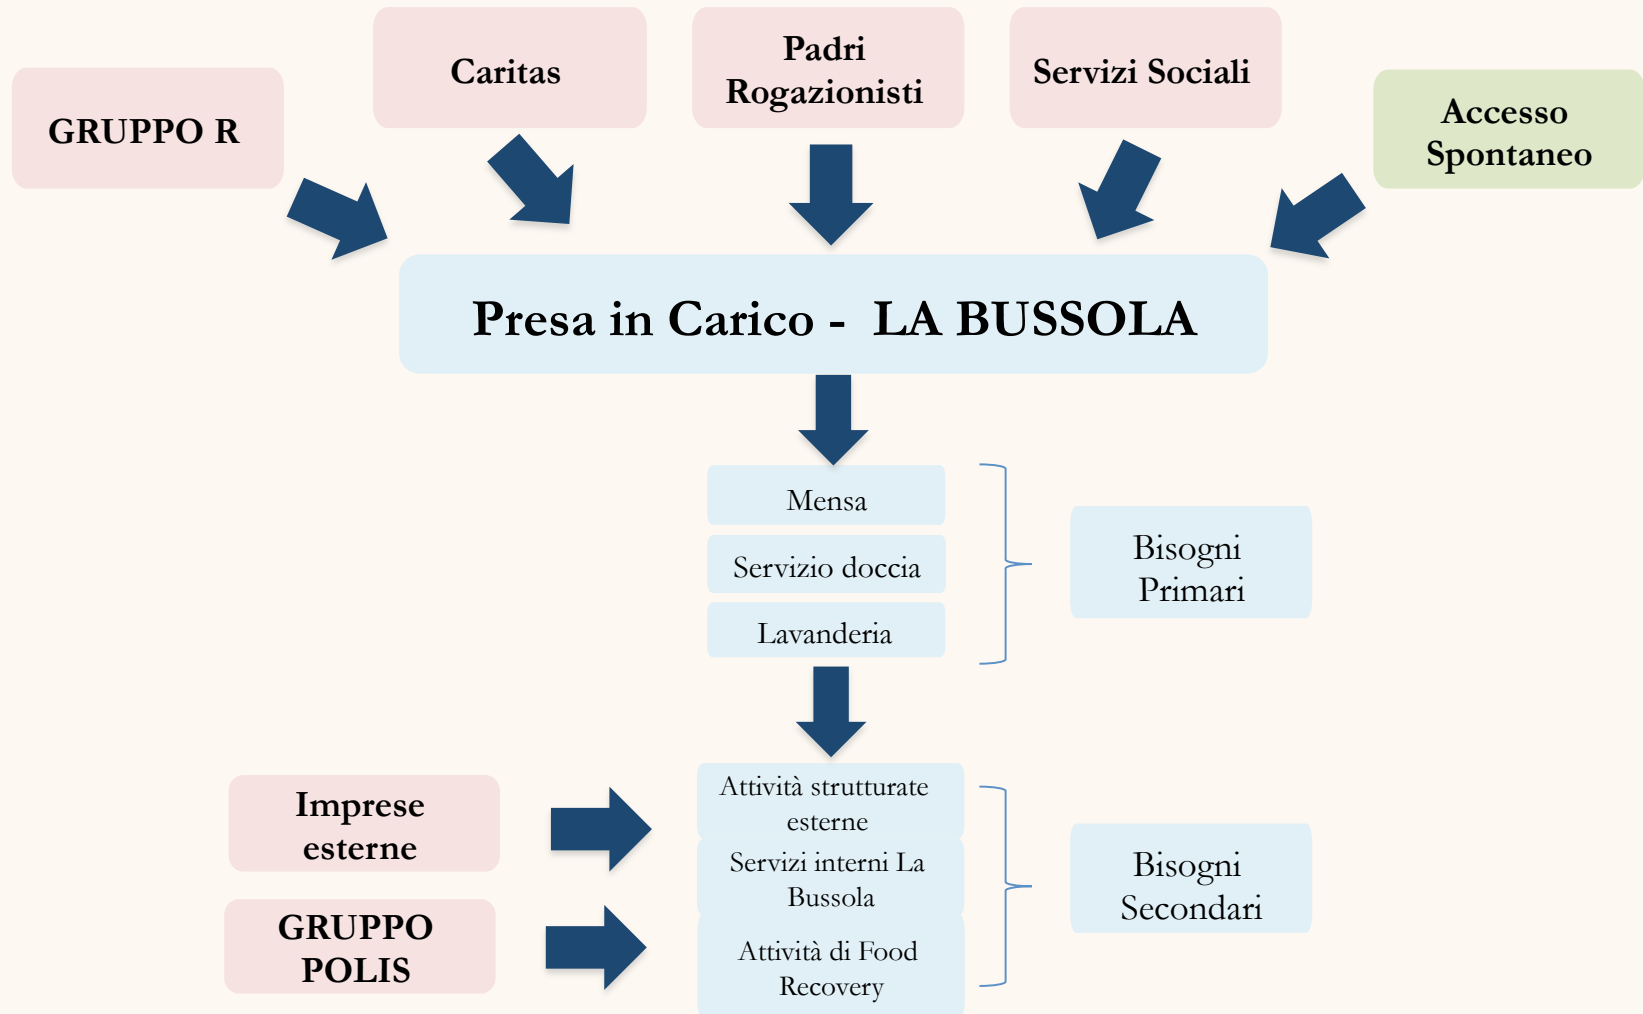 GRUPPO R
Caritas
Padri
Rogazionisti
Servizi Sociali
Accesso
Spontaneo
Presa in Carico - LA BUSSOLA
Mensa
Servizio doccia
Lavanderia
Bisogni
Primari
Imprese
esterne
GRUPPO
POLIS
Attività strutturate
esterne
Servizi interni La
Bussola
Attività di Food
Recovery
Bisogni
Secondari